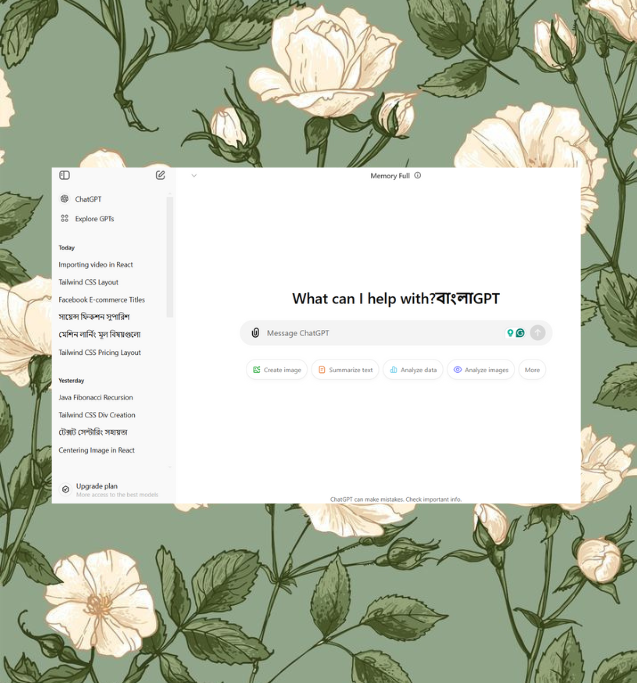 Memory Full
ChatGPT
Explore GPTs
Today
Importing video in React
Tailwind CSS Layout
Facebook E-commerce Titles
সায়েন্স ফিকশন সুপারিশ
মেশিন লার্নিং মূল বিষয়গুলো
Tailwind CSS Pricing Layout
Yesterday
Java Fibonacci Recursion
Tailwind CSS Div Creation
টেক্সট সেন্টারিং সহায়তা
Centering Image in React
Upgrade plan
More access to the best models
What can I help with?বাংলাGPT
Message ChatGPT
Create image
Summarize text
Analyze data
Analyze images
More
ChatGPT can make mistakes. Check important info.